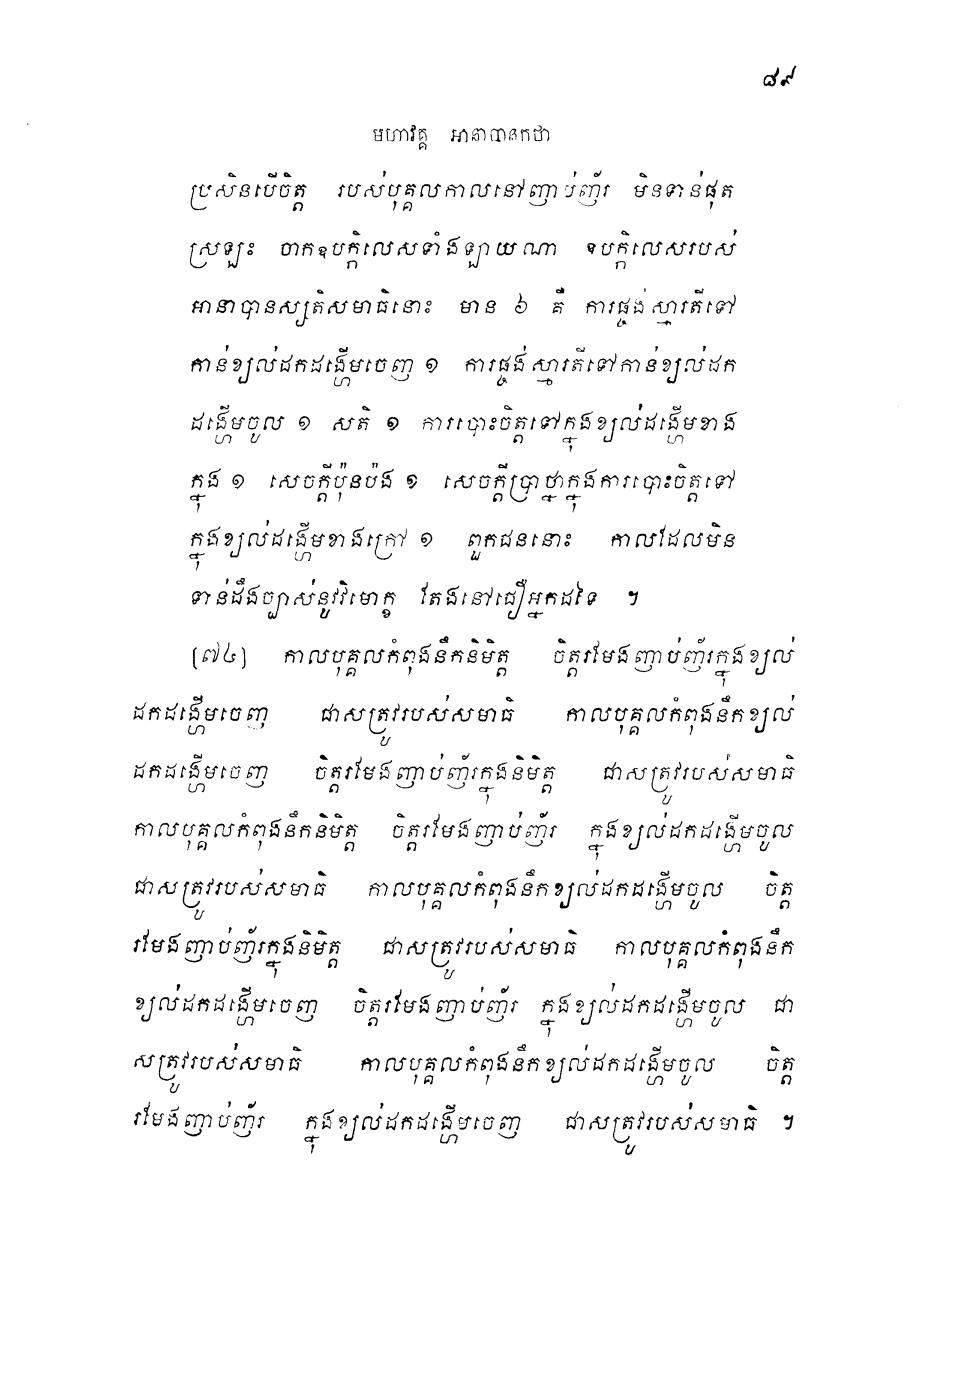 ៨៩
មហាវគ្គ អានាបានកថា
ប្រសិនបើចិត្ត របស់បុគ្គលកាលនៅញាប់ញ័រ មិនទាន់ផុត
ស្រឡះ ចាកឧបក្កិលេសទាំងឡាយណា ឧបក្កិលេសរបស់
អានាបានស្សតិសមាធិនោះ មាន ៦ គឺ ការផ្ចង់ស្មារតីទៅ
កាន់ខ្យល់ដកដង្ហើមចេញ ១ ការផ្ចង់ស្មារតីទៅកាន់ខ្យល់ដក
ដង្ហើមចូល ១ សតិ ១ ការបោះចិត្តទៅក្នុងខ្យល់ដង្ហើមខាង
ក្នុង ១ សេចក្តីប៉ុនប៉ង ១ សេចក្តីប្រាថ្នាក្នុងការបោះចិត្តទៅ
ក្នុងខ្យល់ដង្ហើមខាងក្រៅ ១ ពួកជននោះ កាលដែលមិន
ទាន់ដឹងច្បាស់នូវវិមោក្ខ តែងនៅជឿអ្នកដទៃ ។
[៧៤] កាលបុគ្គលកំពុងនឹកនិមិត្ត ចិត្តរមែងញាប់ញ័រក្នុងខ្យល់
ដកដង្ហើមចេញ ជាសត្រូវរបស់សមាធិ កាលបុគ្គលកំពុងនឹកខ្យល់
ដកដង្ហើមចេញ ចិត្តរមែងញាប់ញ័រក្នុងនិមិត្ត ជាសត្រូវរបស់សមាធិ
កាលបុគ្គលកំពុងនឹកនិមិត្ត ចិត្តរមែងញាប់ញ័រ ក្នុងខ្យល់ដកដង្ហើមចូល
ជាសត្រូវរបស់សមាធិ កាលបុគ្គលកំពុងនឹកខ្យល់ដកដង្ហើមចូល ចិត្ត
រមែងញាប់ញ័រក្នុងនិមិត្ត ជាសត្រូវរបស់សមាធិ កាលបុគ្គលកំពុងនឹក
ខ្យល់ដកដង្ហើមចេញ ចិត្តរមែងញាប់ញ័រ ក្នុងខ្យល់ដកដង្ហើមចូល ជា
សត្រូវរបស់សមាធិ កាលបុគ្គលកំពុងនឹកខ្យល់ដកដង្ហើមចូល ចិត្ត
រមែងញាប់ញ័រ ក្នុងខ្យល់ដកដង្ហើមចេញ ជាសត្រូវរបស់សមាធិ ។